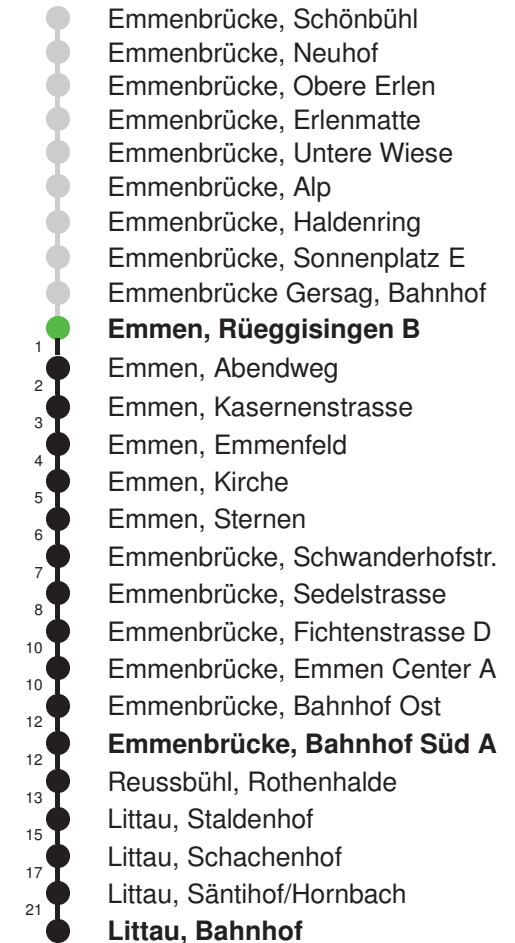 Emmenbrücke, Schönbühl
Emmenbrücke, Neuhof
Emmenbrücke, Obere Erlen
Emmenbrücke, Erlenmatte
Emmenbrücke, Untere Wiese
Emmenbrücke, Alp
Emmenbrücke, Haldenring
Emmenbrücke, Sonnenplatz E
Emmenbrücke Gersag, Bahnhof
Emmen, Rüeggisingen B
1
Emmen, Abendweg
2
Emmen, Kasernenstrasse
3
Emmen, Emmenfeld
4
Emmen, Kirche
5
Emmen, Sternen
6
Emmenbrücke, Schwanderhofstr.
7
Emmenbrücke, Sedelstrasse
8
Emmenbrücke, Fichtenstrasse D
10
Emmenbrücke, Emmen Center A
10
Emmenbrücke, Bahnhof Ost
12
Emmenbrücke, Bahnhof Süd A
12
Reussbühl, Rothenhalde
13
Littau, Staldenhof
15
Littau, Schachenhof
17
Littau, Säntihof/Hornbach
21
Littau, Bahnhof